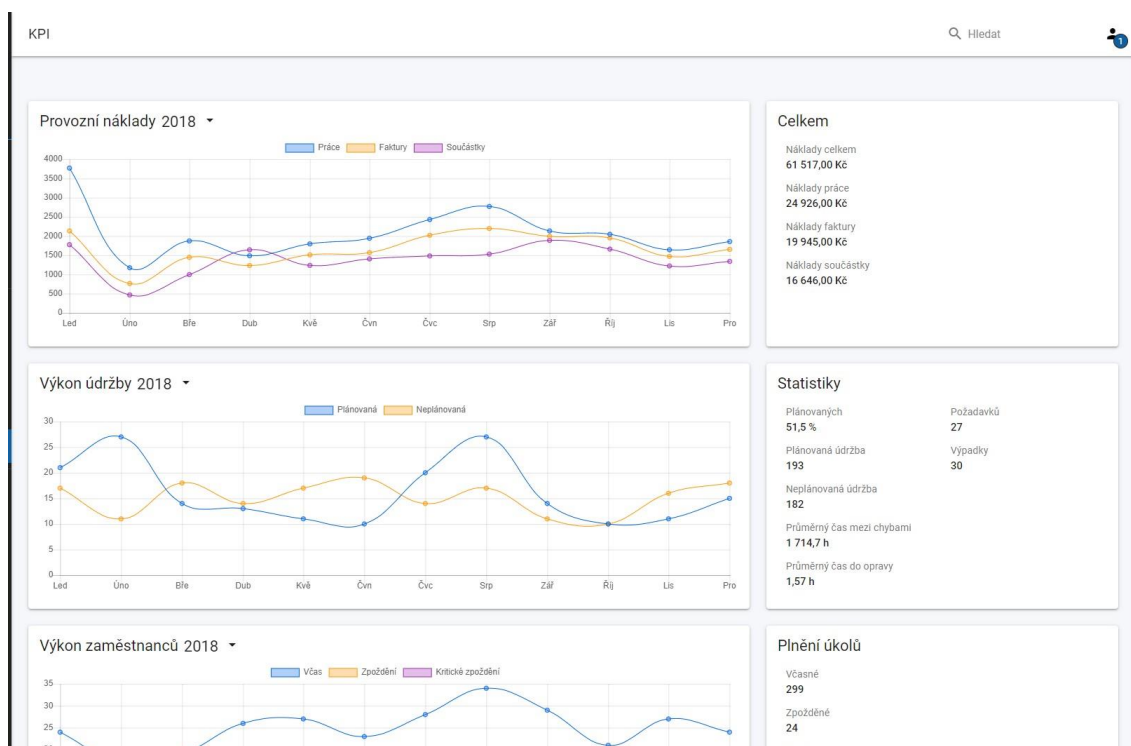 KPI
Hledat
1
Provozní náklady 2018
Práce Faktury Součástky
4000
3500
3000
2500
2000
1500
1000
500
0
Led Úno Bře Dub Kvě Čvn Čvc Srp Zář Říj Lis Pro
Celkem
Náklady celkem
61 517,00 Kč
Náklady práce
24 926,00 Kč
Náklady faktury
19 945,00 Kč
Náklady součástky
16 646,00 Kč
Výkon údržby 2018
Plánovaná Neplánovaná
30
25
20
15
10
5
0
Led Úno Bře Dub Kvě Čvn Čvc Srp Zář Říj Lis Pro
Statistiky
Plánovaných Požadavků
51,5 % 27
Plánovaná údržba Výpadky
193 30
Neplánovaná údržba
182
Průměrný čas mezi chybami
1 714,7 h
Průměrný čas do opravy
1,57 h
Výkon zaměstnanců 2018
Včas Zpoždění Kritické zpoždění
35
30
25
Plnění úkolů
Včasné
299
Zpožděné
24